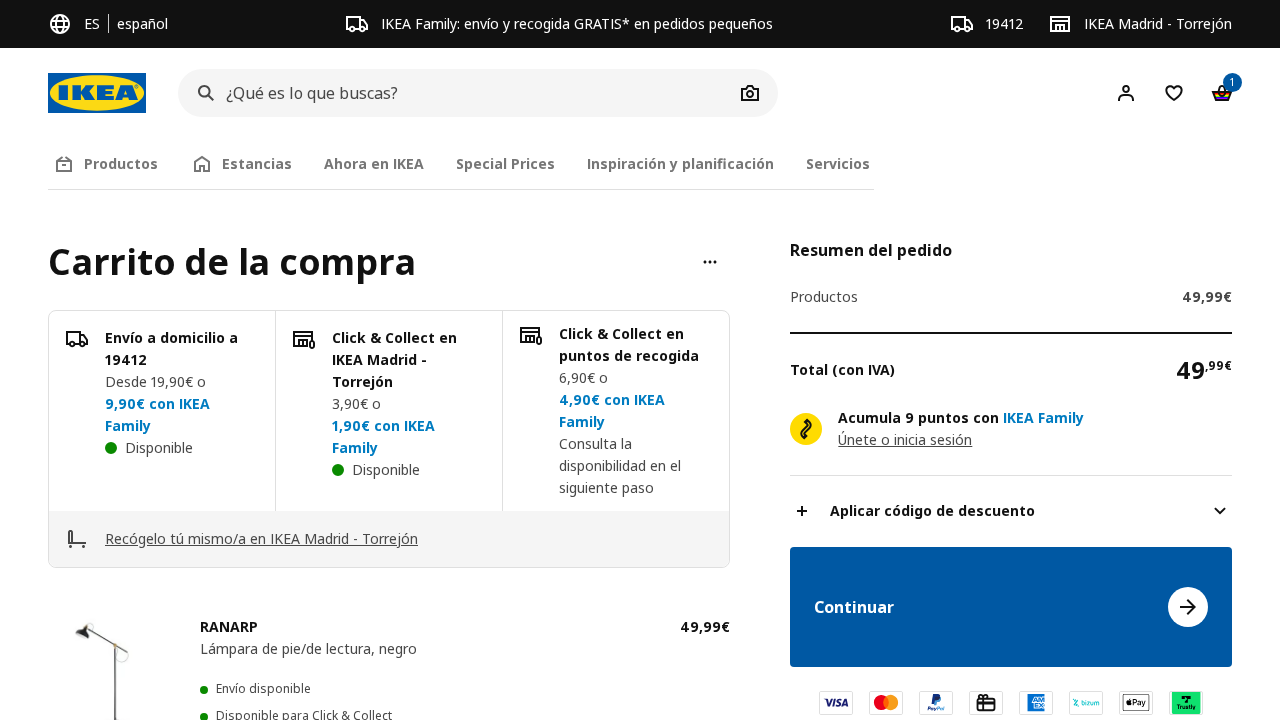 ES español
IKEA Family: envío y recogida GRATIS* en pedidos pequeños
19412
IKEA Madrid - Torrejón
IKEA
¿Qué es lo que buscas?
1
Productos
Estancias
Ahora en IKEA
Special Prices
Inspiración y planificación
Servicios
Carrito de la compra
Envío a domicilio a
19412
Desde 19,90€ o
9,90€ con IKEA
Family
Disponible
Click & Collect en
IKEA Madrid -
Torrejón
3,90€ o
1,90€ con IKEA
Family
Disponible
Click & Collect en
puntos de recogida
6,90€ o
4,90€ con IKEA
Family
Consulta la
disponibilidad en el
siguiente paso
Recógelo tú mismo/a en IKEA Madrid - Torrejón
RANARP
49,99€
Lámpara de pie/de lectura, negro
Envío disponible
Disponible para Click & Collect
Resumen del pedido
Productos
49,99€
Total (con IVA)
49,99€
Acumula 9 puntos con IKEA Family
Únete o inicia sesión
Aplicar código de descuento
Continuar
VISA
PayPal
AM
EX
bizum
Pay
Trustly